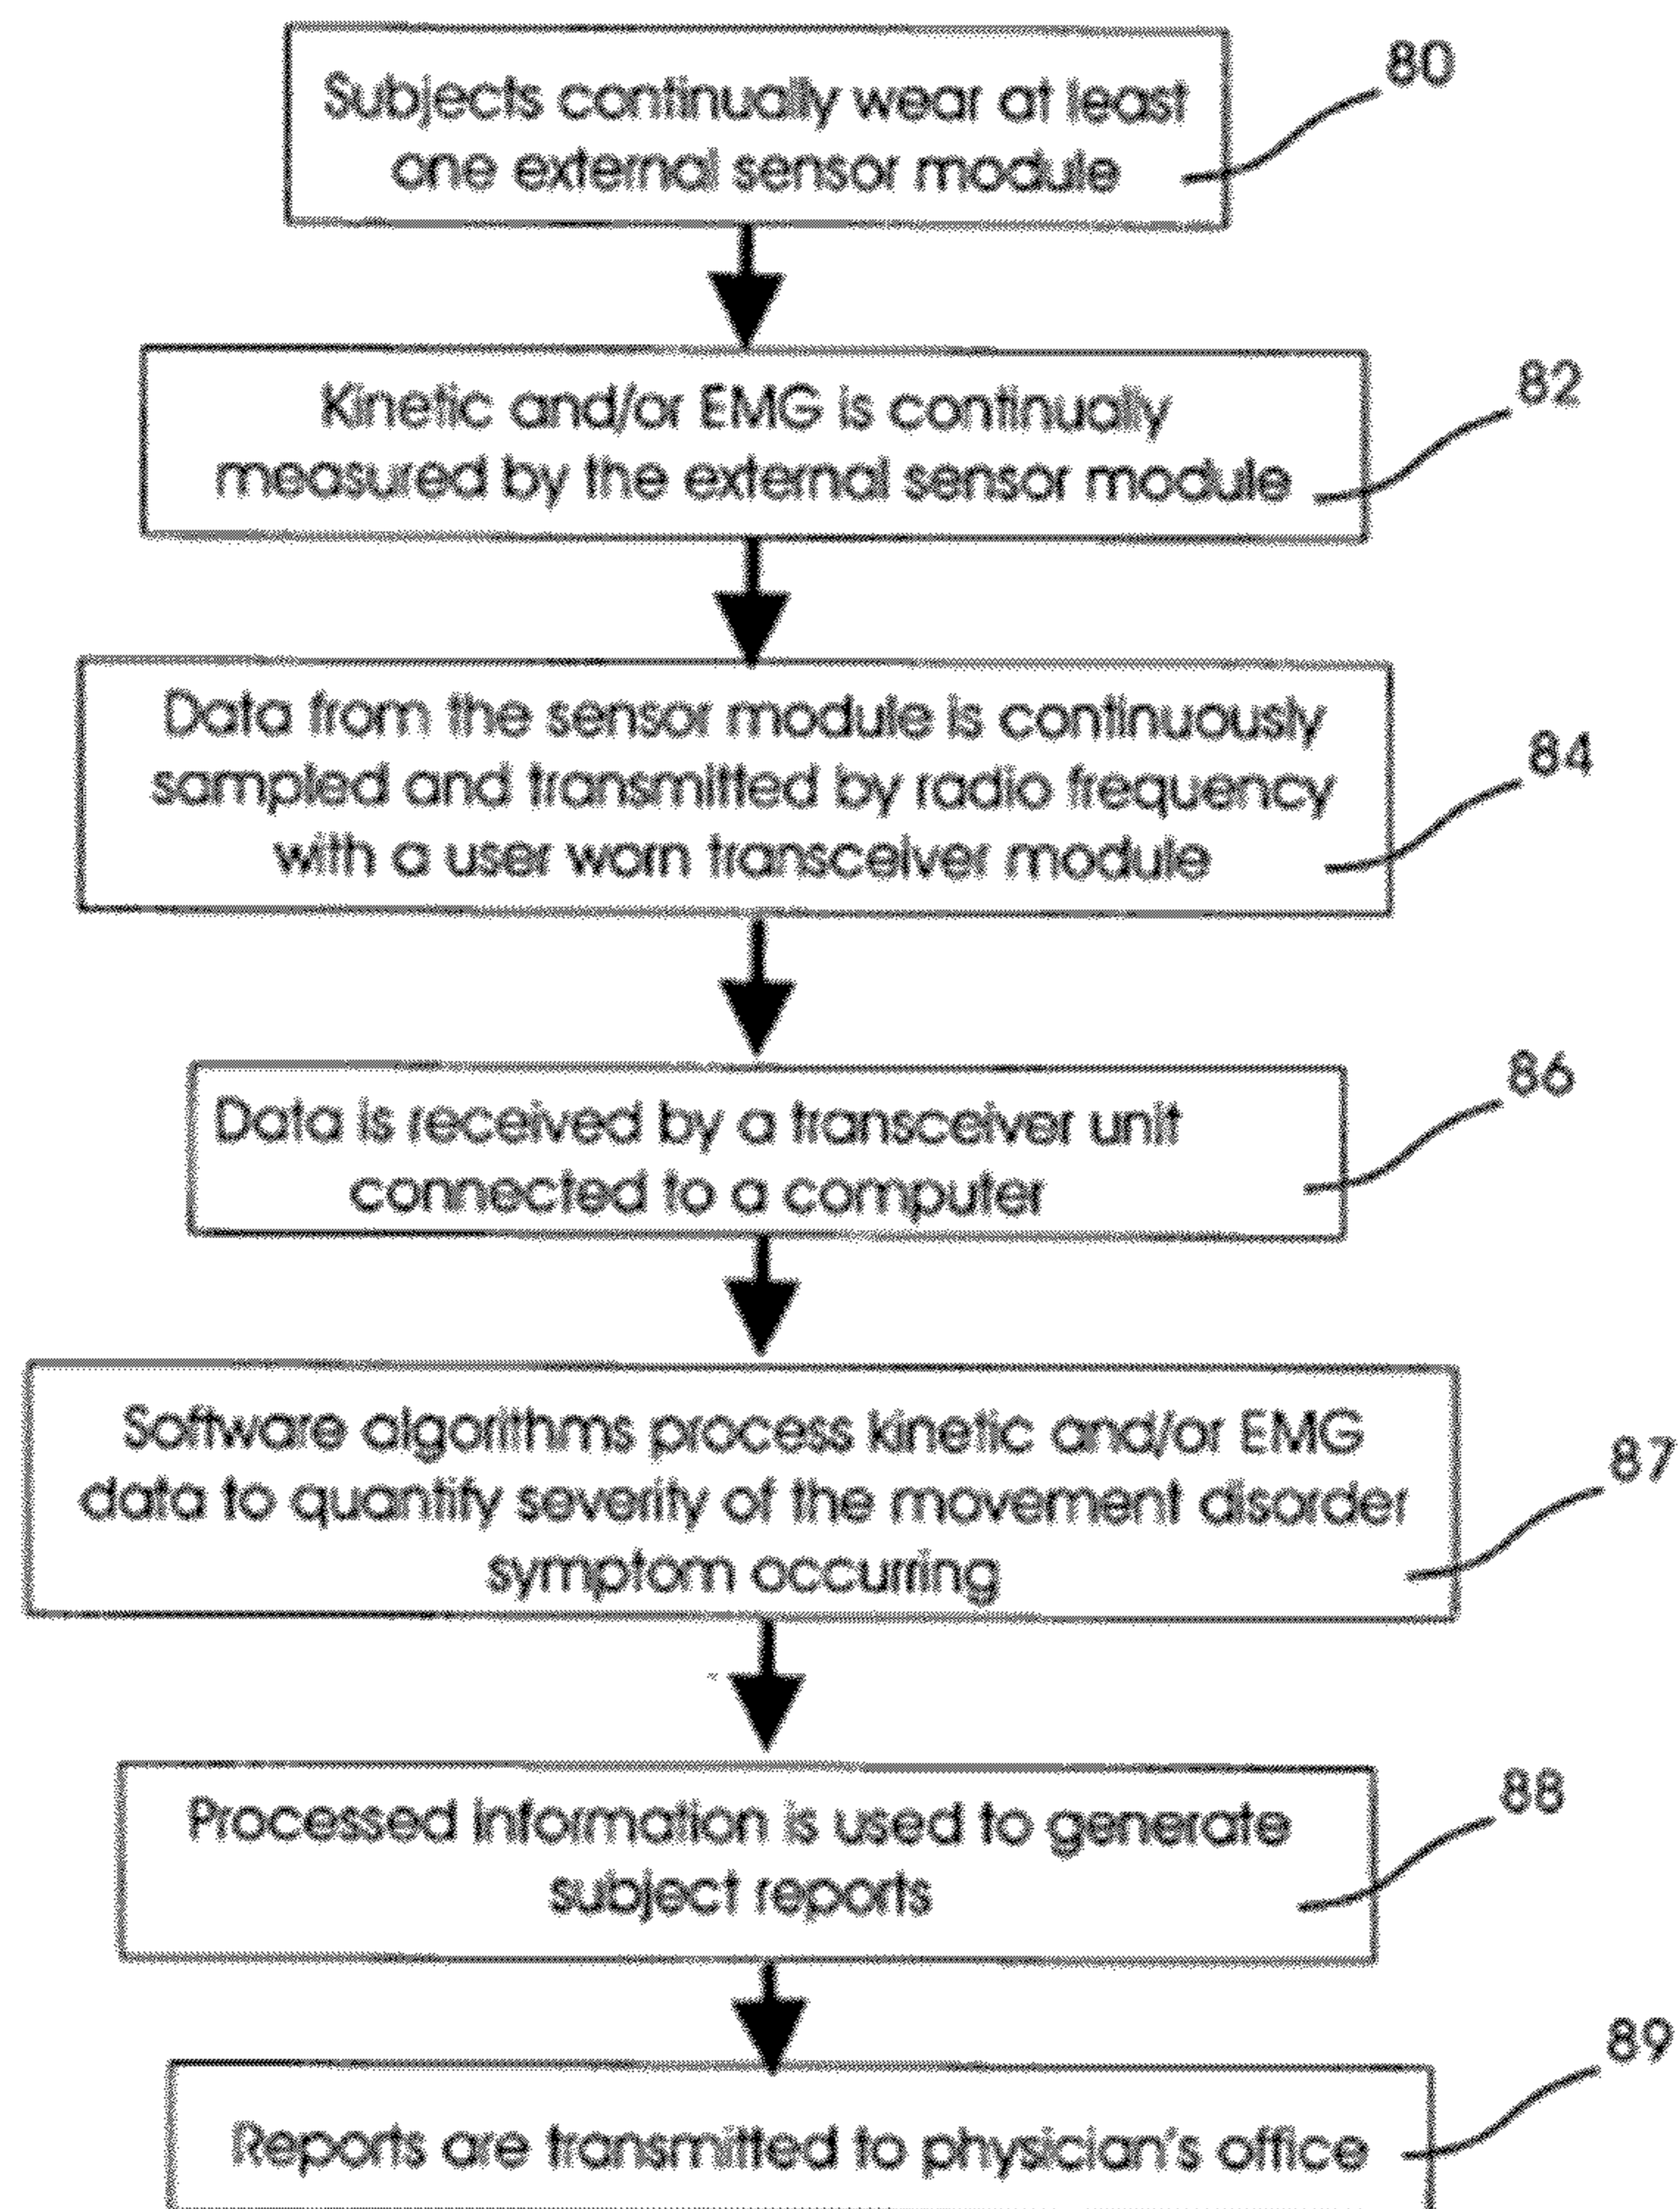 80
Subjects continually wear at least
one external sensor module
82
Kinetic and/or EMG is continually
measured by the external sensor module
84
Data from the sensor module is continuously
sampled and transmitted by radio frequency
with a user worn transceiver module
86
Data is received by a transceiver unit
connected to a computer
87
Software algorithms process kinetic and/or EMG
data to quantify severity of the movement disorder
symptom occurring
88
Processed information is used to generate
subject reports
89
Reports are transmitted to physician's office